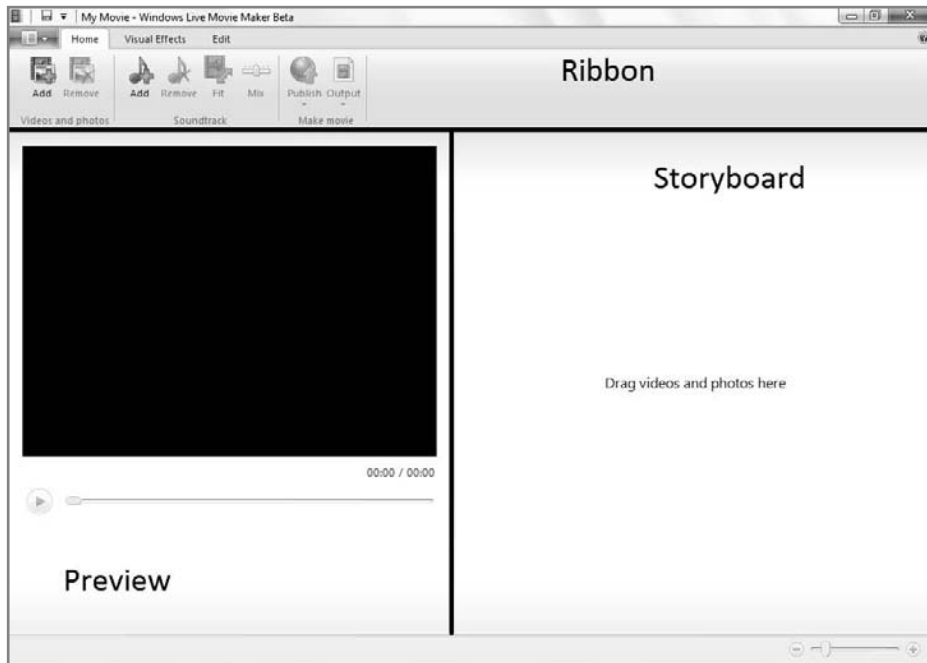 My Movie - Windows Live Movie Maker Beta
Home Visual Effects Edit
Ribbon
Add Remove Add Remove Fit Mix Publish Output
Videos and photos Soundtrack Make movie
Storyboard
Drag videos and photos here
00:00 / 00:00
Preview